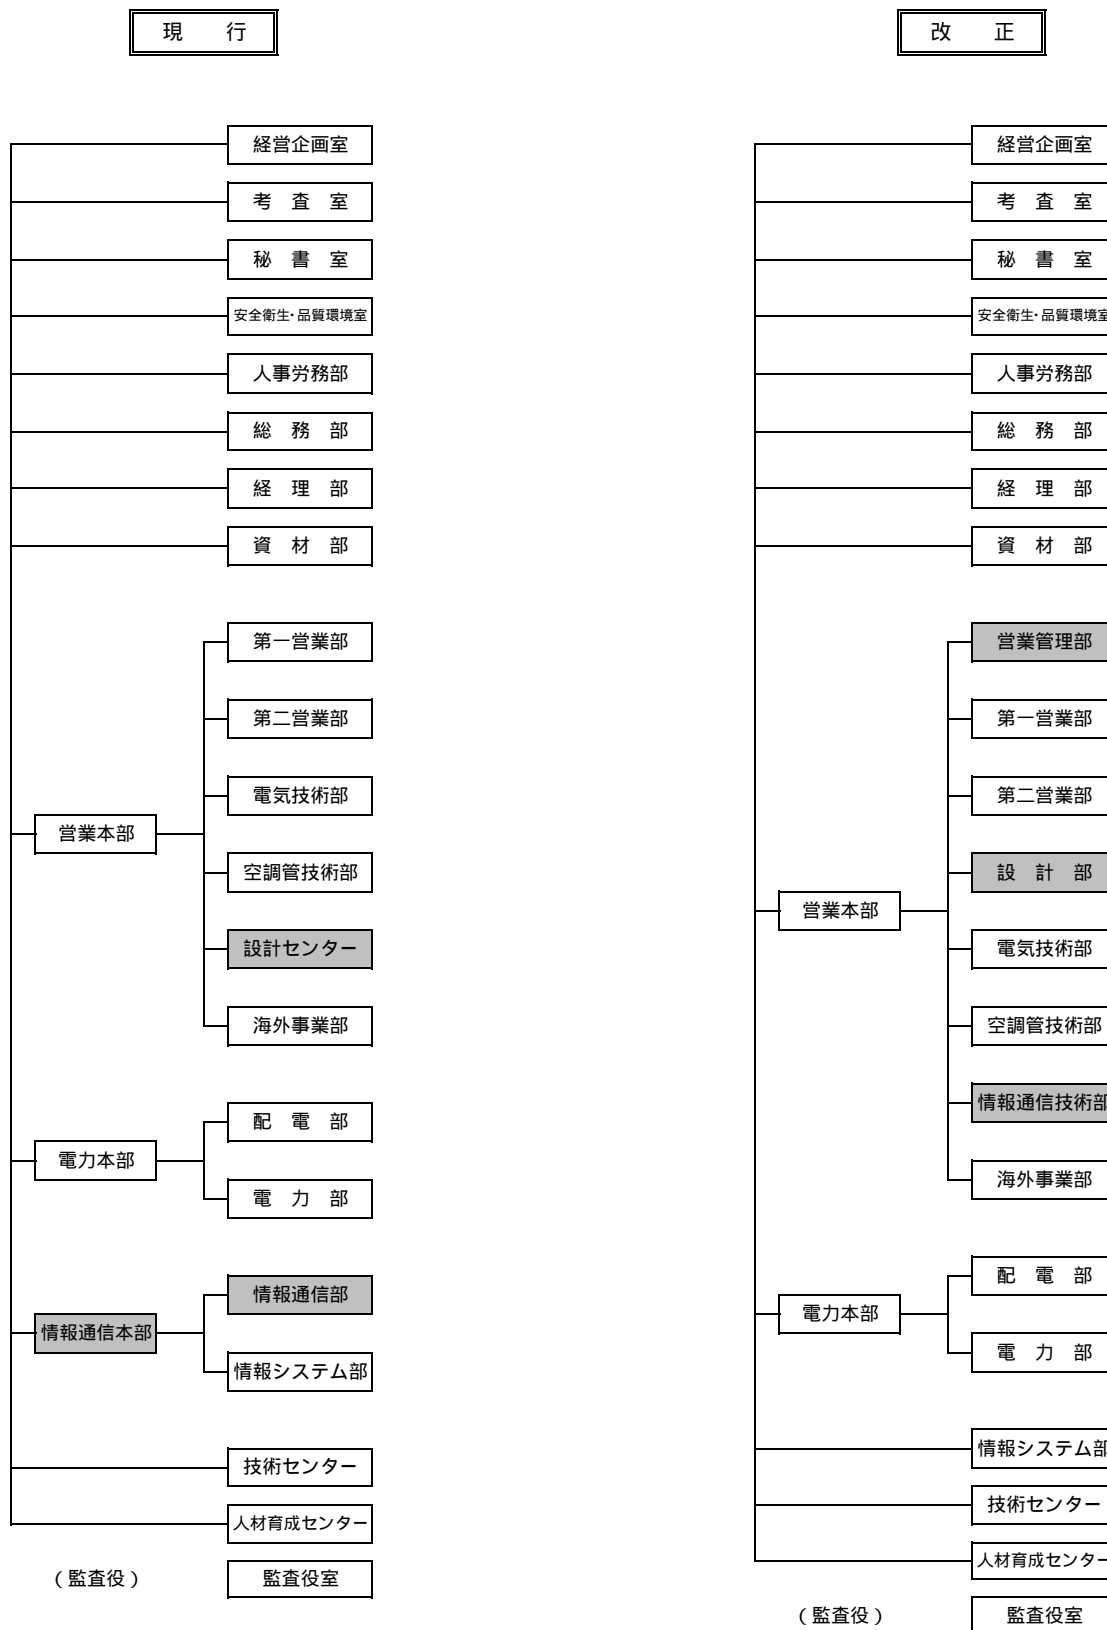 現　行
経営企画室
考　査　室
秘　書　室
安全衛生・品質環境室
人事労務部
総　務　部
経　理　部
資　材　部
第一営業部
第二営業部
電気技術部
営業本部
空調管技術部
設計センター
海外事業部
配　電　部
電力本部
電　力　部
情報通信部
情報通信本部
情報システム部
技術センター
人材育成センター
（監査役）
監査役室
改　正
経営企画室
考　査　室
秘　書　室
安全衛生・品質環境室
人事労務部
総　務　部
経　理　部
資　材　部
営業管理部
第一営業部
第二営業部
設　計　部
営業本部
電気技術部
空調管技術部
情報通信技術部
海外事業部
配　電　部
電力本部
電　力　部
情報システム部
技術センター
人材育成センター
（監査役）
監査役室